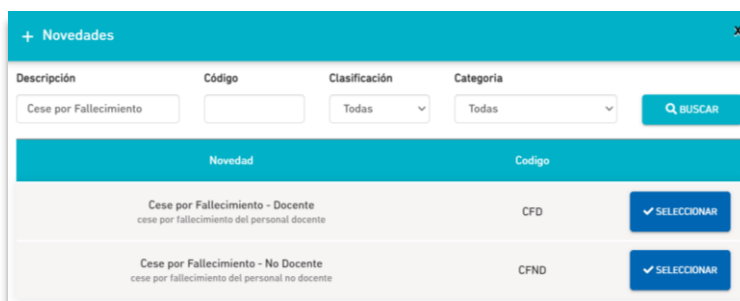 + Novedades x
Descripción Código Clasificación Categoria
Cese por Fallecimiento Todas Todas BUSCAR
Novedad Codigo
Cese por Fallecimiento - Docente
cese por fallecimiento del personal docente
CFD SELECCIONAR
Cese por Fallecimiento - No Docente
cese por fallecimiento del personal no docente
CFND SELECCIONAR